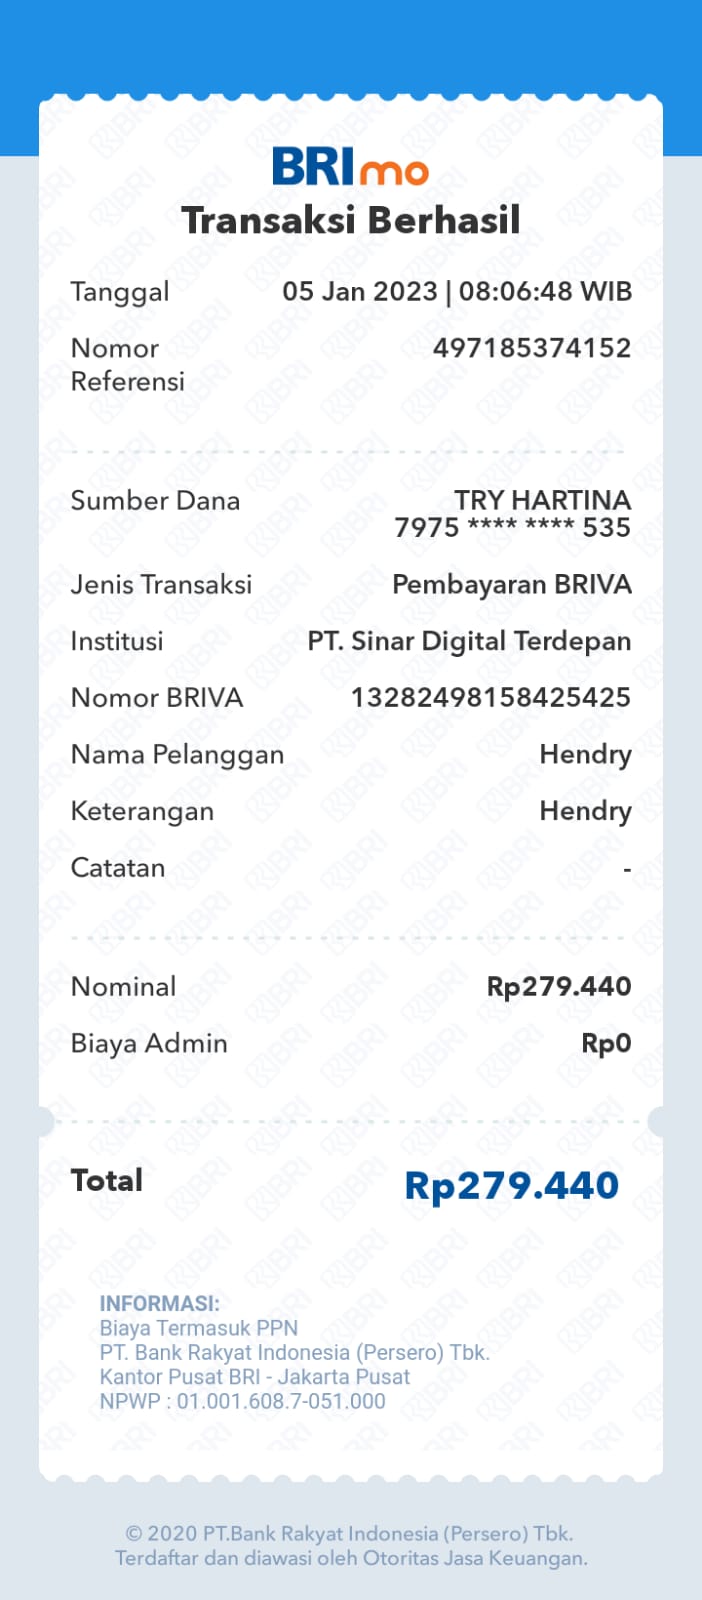 BRImo
Transaksi Berhasil
Tanggal 05 Jan 2023 | 08:06:48 WIB
Nomor Referensi 497185374152
Sumber Dana TRY HARTINA
7975 **** **** 535
Jenis Transaksi Pembayaran BRIVA
Institusi PT. Sinar Digital Terdepan
Nomor BRIVA 13282498158425425
Nama Pelanggan Hendry
Keterangan Hendry
Catatan -
Nominal Rp279.440
Biaya Admin Rp0
Total Rp279.440
INFORMASI:
Biaya Termasuk PPN
PT. Bank Rakyat Indonesia (Persero) Tbk.
Kantor Pusat BRI - Jakarta Pusat
NPWP : 01.001.608.7-051.000
© 2020 PT.Bank Rakyat Indonesia (Persero) Tbk.
Terdaftar dan diawasi oleh Otoritas Jasa Keuangan.